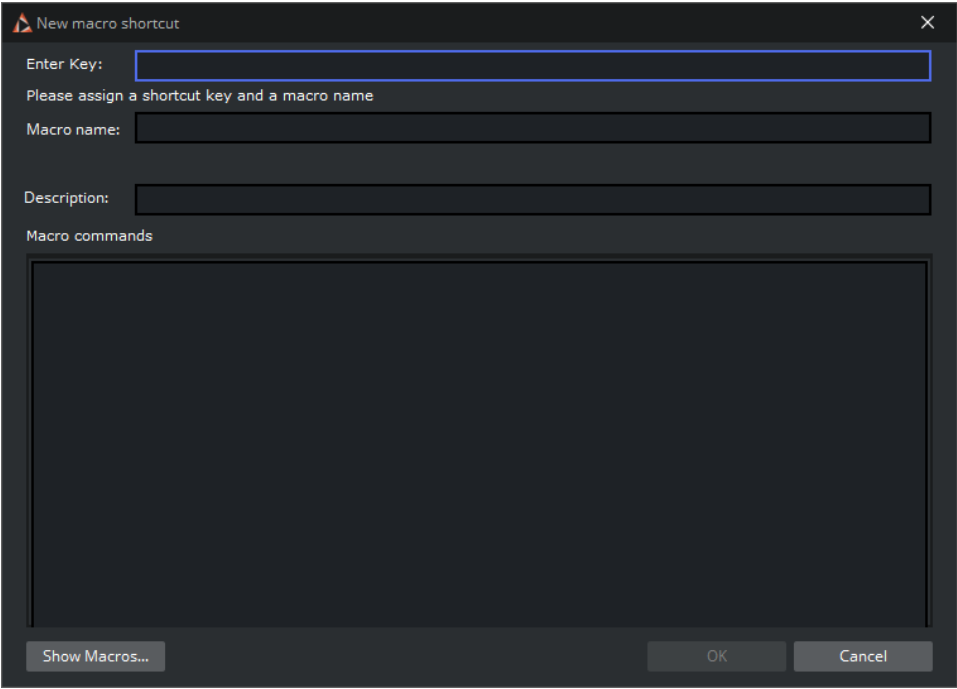 New macro shortcut
Enter Key:
Please assign a shortcut key and a macro name
Macro name:
Description:
Macro commands
Show Macros...
OK
Cancel